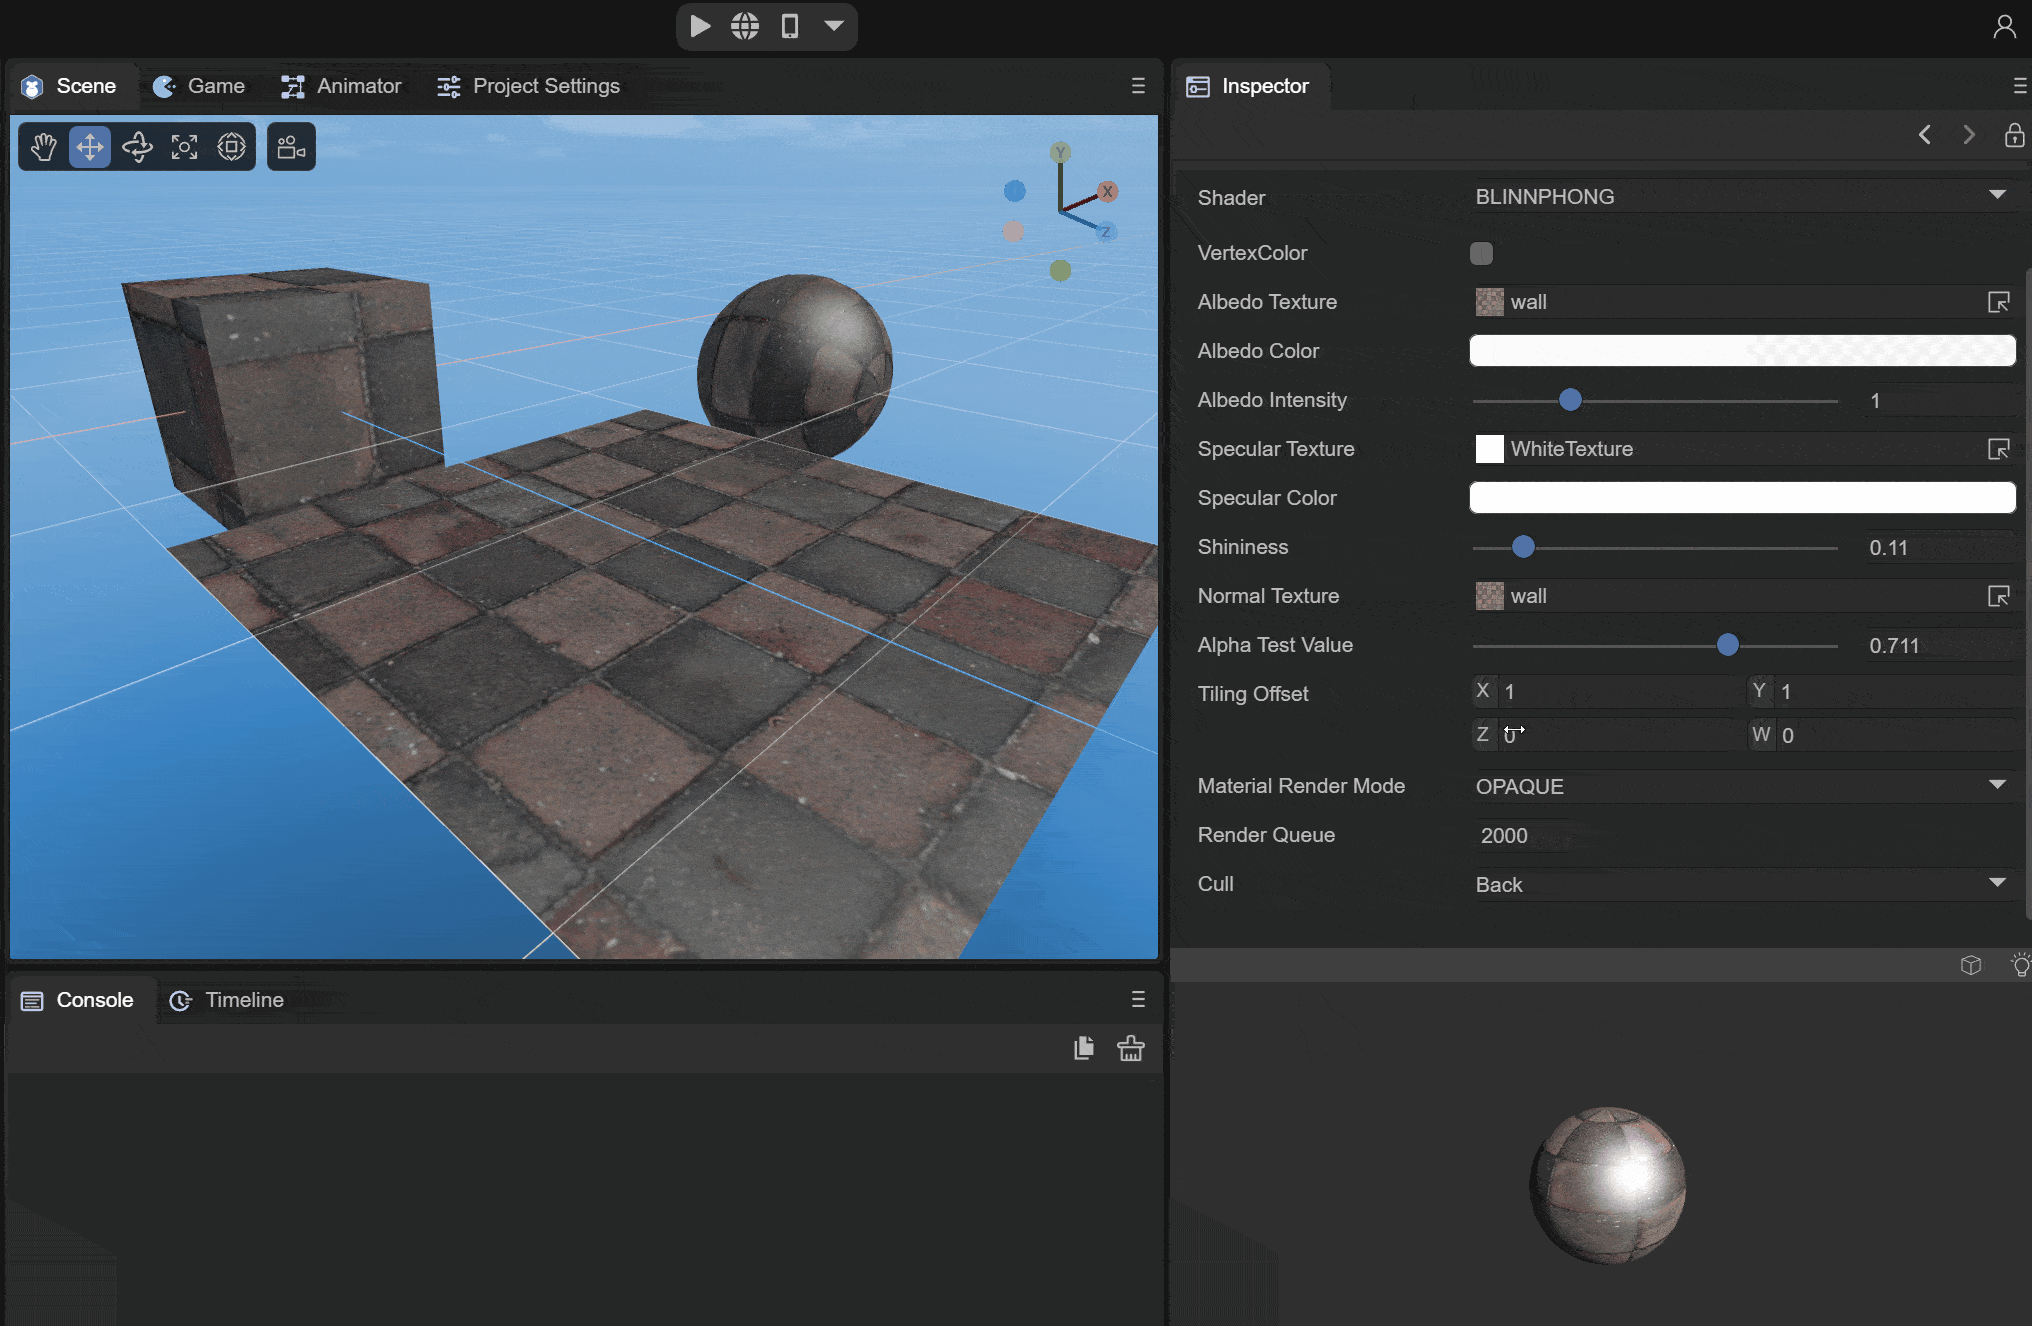 Scene Game Animator Project Settings
Inspector
Y
X
Z
Shader BLINNPHONG
VertexColor
Albedo Texture wall
Albedo Color
Albedo Intensity 1
Specular Texture WhiteTexture
Specular Color
Shininess 0.11
Normal Texture wall
Alpha Test Value 0.711
Tiling Offset X 1 Y 1
Z 0 W 0
Material Render Mode OPAQUE
Render Queue 2000
Cull Back
Console Timeline